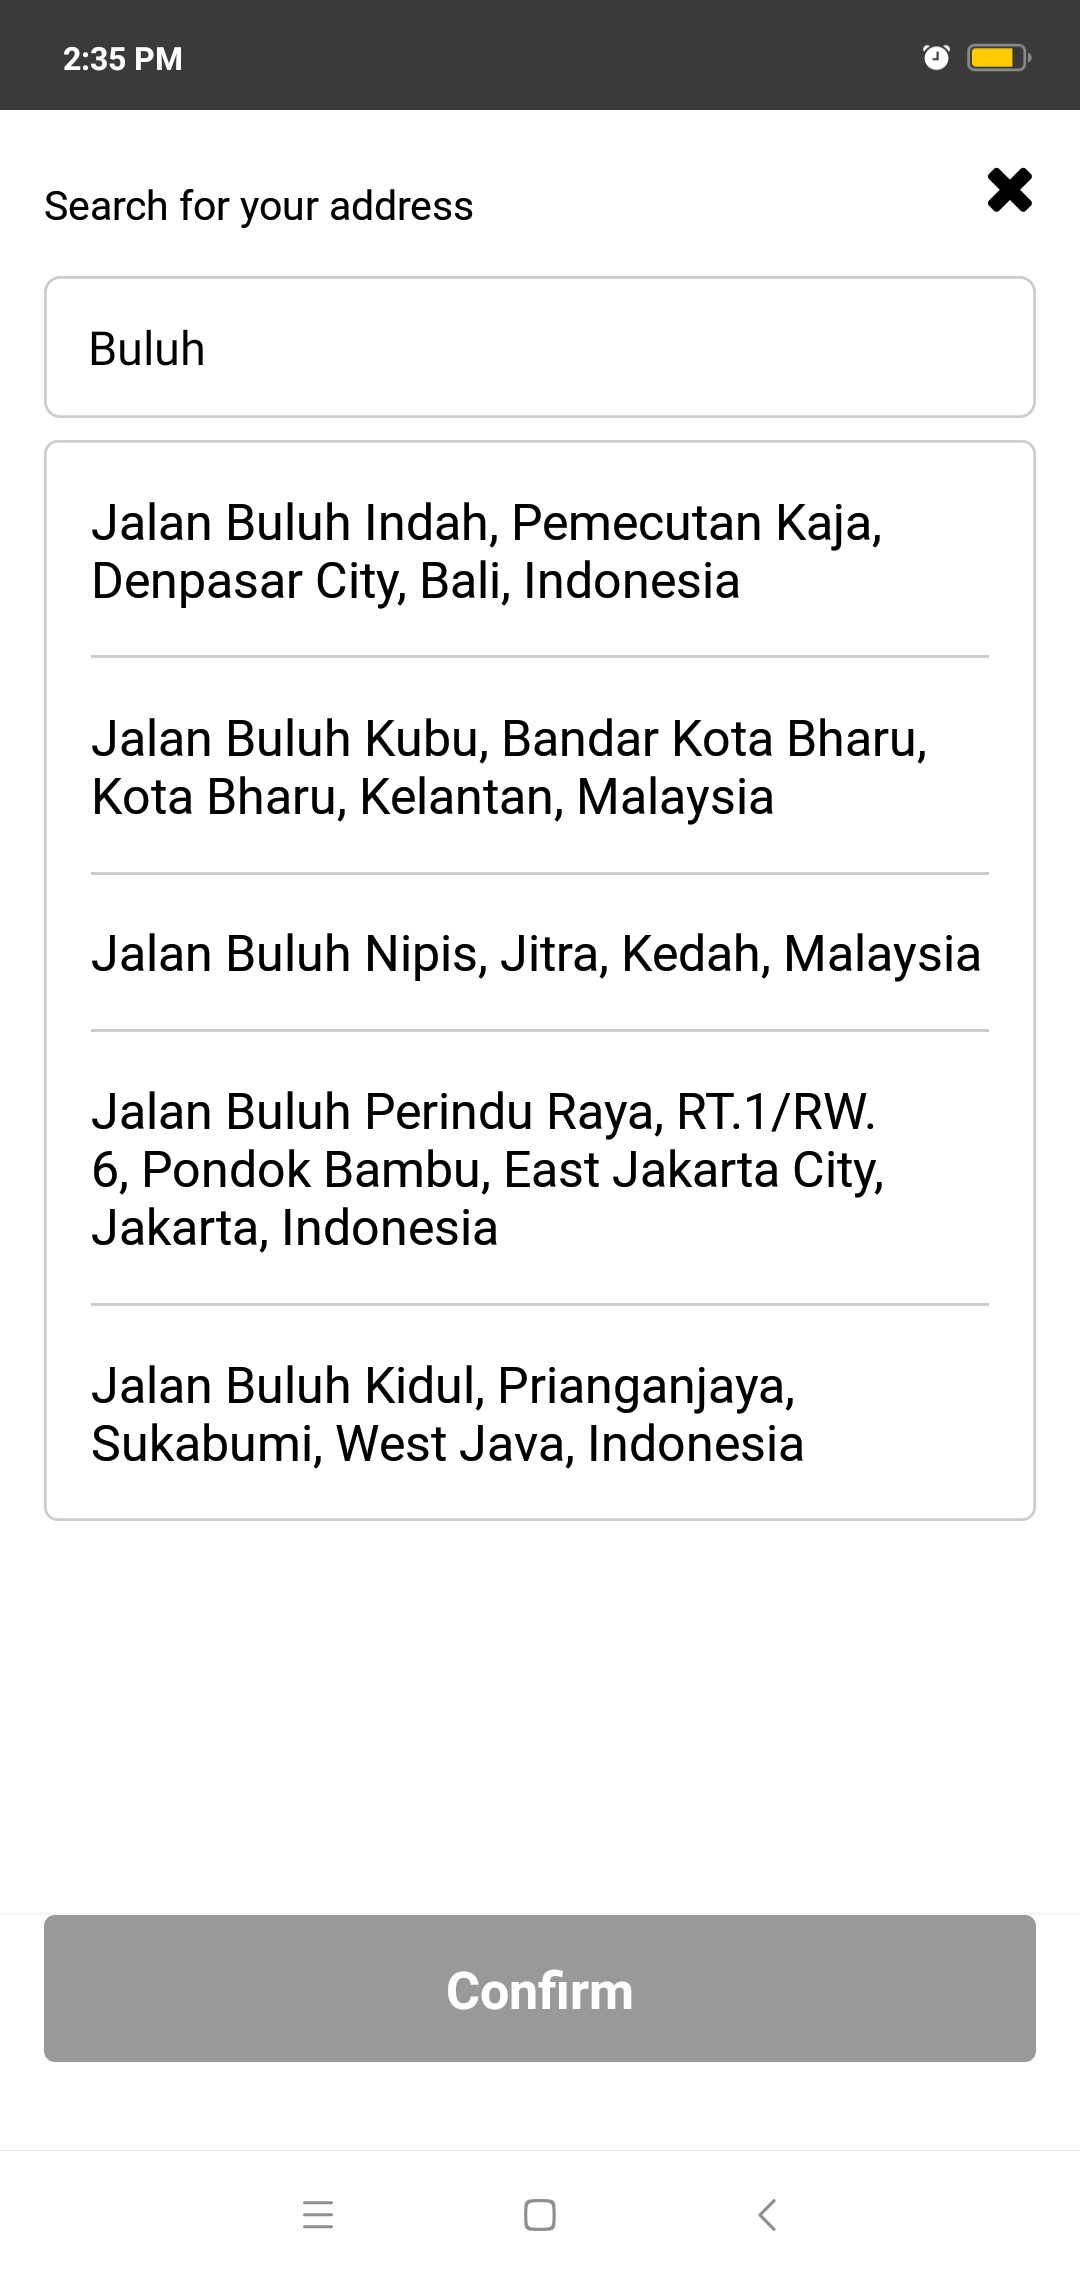 2:35 PM
Search for your address
Buluh
Jalan Buluh Indah, Pemecutan Kaja,
Denpasar City, Bali, Indonesia
Jalan Buluh Kubu, Bandar Kota Bharu,
Kota Bharu, Kelantan, Malaysia
Jalan Buluh Nipis, Jitra, Kedah, Malaysia
Jalan Buluh Perindu Raya, RT.1/RW.
6, Pondok Bambu, East Jakarta City,
Jakarta, Indonesia
Jalan Buluh Kidul, Prianganjaya,
Sukabumi, West Java, Indonesia
Confirm